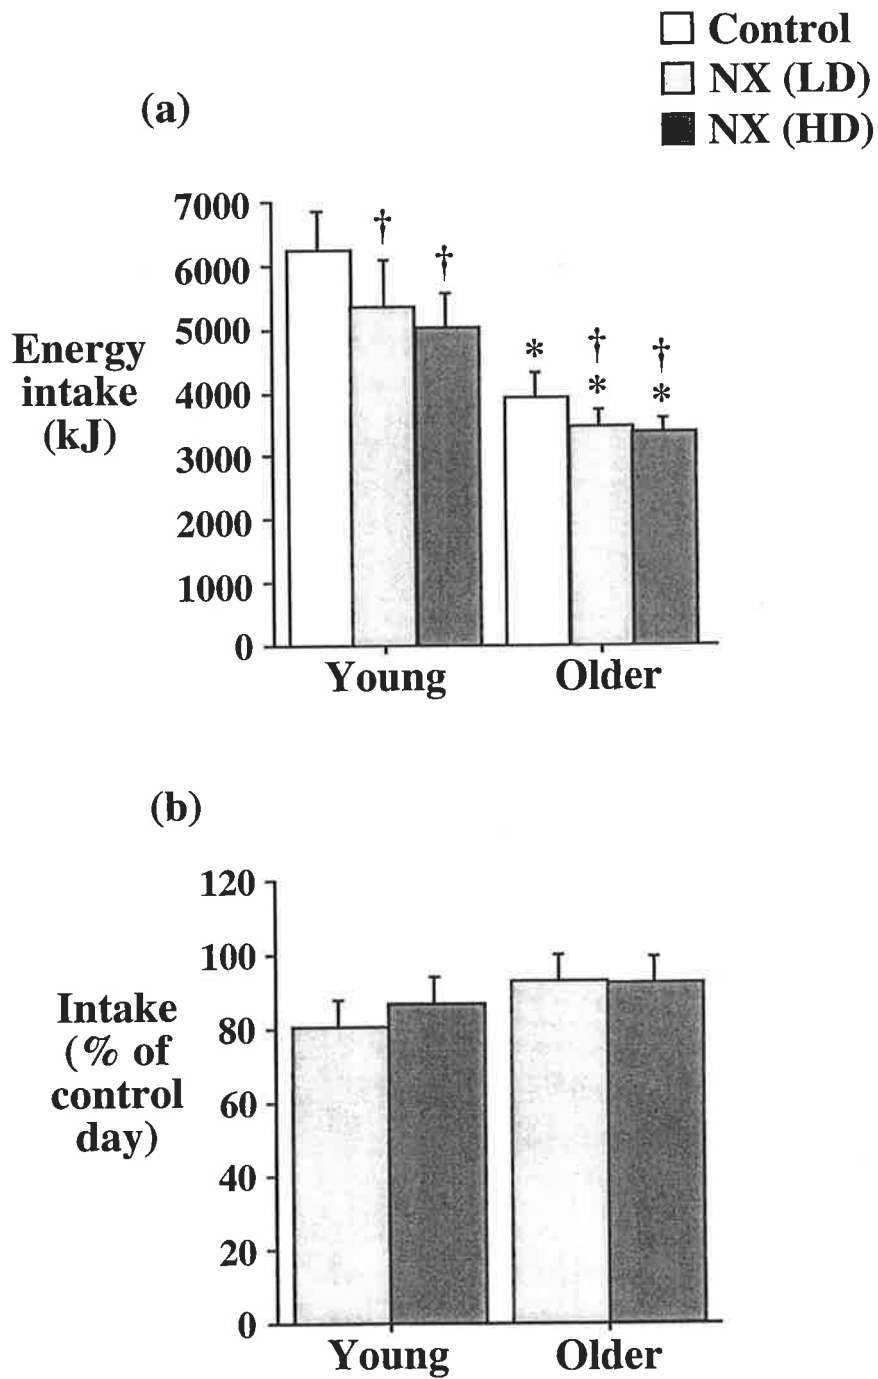 Control
NX (LD)
NX (HD)
(a)
7000
6000
5000
4000
3000
2000
1000
0
Energy
intake
(kJ)
†
†
*
†
*
†
*
Young Older
(b)
120
100
80
60
40
20
0
Intake
(% of
control
day)
Young Older